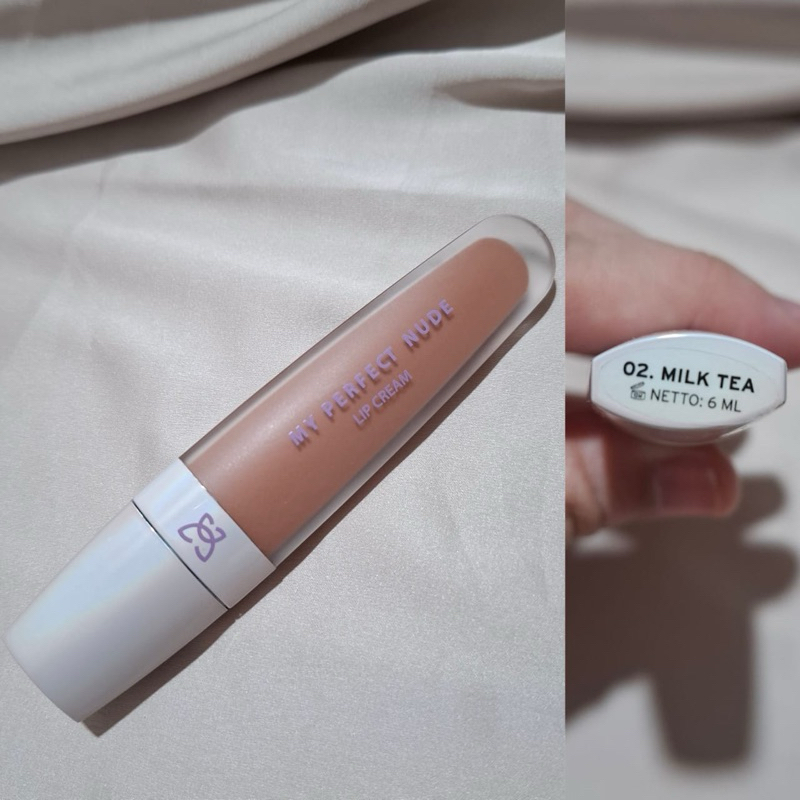 MY PERFECT NUDE
LIP CREAM
02. MILK TEA
NETTO: 6 ML